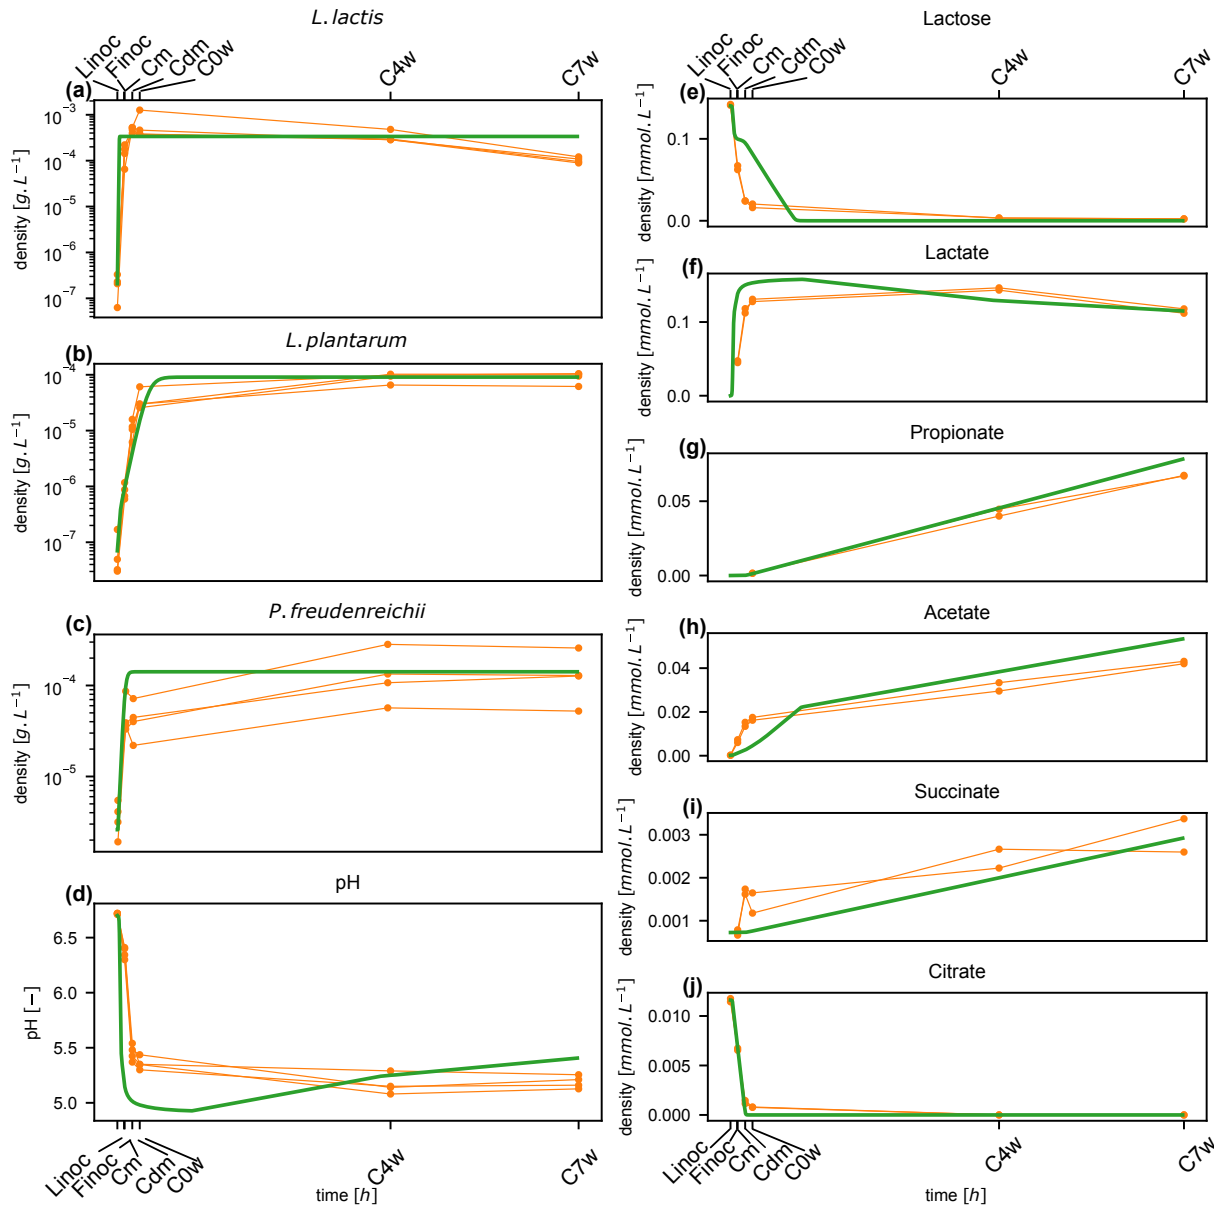 L. lactis
Linoc Finoc Cm Cdm C0w C4w C7w
(a)
10⁻³
10⁻⁴
10⁻⁵
10⁻⁶
10⁻⁷
density [g. L⁻¹]
L. plantarum
(b)
10⁻⁴
10⁻⁵
10⁻⁶
10⁻⁷
density [g. L⁻¹]
P. freudenreichii
(c)
10⁻⁴
10⁻⁵
density [g. L⁻¹]
pH
(d)
6.5
6.0
5.5
5.0
pH [−]
Linoc Finoc Cm Cdm C0w C4w C7w
time [h]
Lactose
Linoc Finoc Cm Cdm C0w C4w C7w
(e)
0.1
0.0
density [mmol. L⁻¹]
Lactate
(f)
0.1
0.0
density [mmol. L⁻¹]
Propionate
(g)
0.05
0.00
density [mmol. L⁻¹]
Acetate
(h)
0.04
0.02
0.00
density [mmol. L⁻¹]
Succinate
(i)
0.003
0.002
0.001
density [mmol. L⁻¹]
Citrate
(j)
0.010
0.005
0.000
density [mmol. L⁻¹]
Linoc Finoc Cm Cdm C0w C4w C7w
time [h]